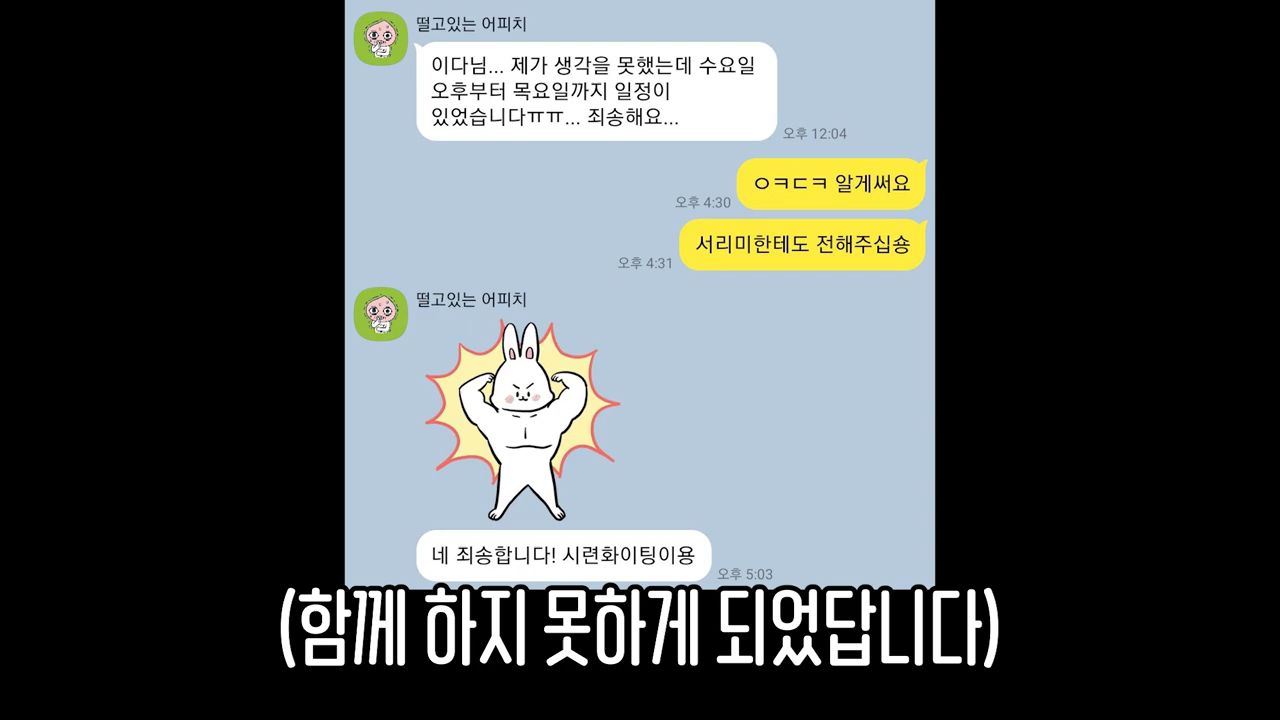 떨고있는 어피치
이다님... 제가 생각을 못했는데 수요일
오후부터 목요일까지 일정이
있었습니다ㅠㅠ... 죄송해요...
오후 12:04
ㅇㅋㄷㅋ 알게써요
오후 4:30
서리미한테도 전해주십숑
오후 4:31
떨고있는 어피치
네 죄송합니다! 시련화이팅이용
오후 5:03
(함께 하지 못하게 되었답니다)